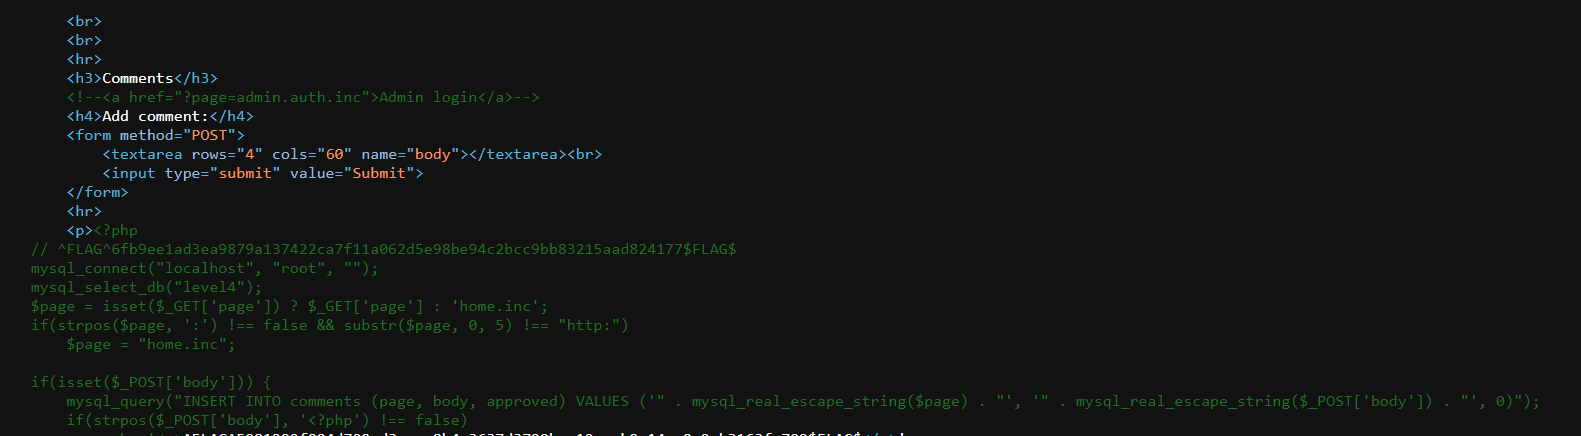 <br>
<br>
<hr>
<h3>Comments</h3>
<!--<a href="?page=admin.auth.inc">Admin login</a>-->
<h4>Add comment:</h4>
<form method="POST">
<textarea rows="4" cols="60" name="body"></textarea><br>
<input type="submit" value="Submit">
</form>
<hr>
<p><?php
// ^FLAG^6fb9ee1ad3ea9879a137422ca7f11a062d5e98be94c2bcc9bb83215aad824177$FLAG$
mysql_connect("localhost", "root", "");
mysql_select_db("level4");
$page = isset($_GET['page']) ? $_GET['page'] : 'home.inc';
if(strpos($page, ':') !== false && substr($page, 0, 5) !== "http:")
$page = "home.inc";
if(isset($_POST['body'])) {
mysql_query("INSERT INTO comments (page, body, approved) VALUES ('" . mysql_real_escape_string($page) . "', '" . mysql_real_escape_string($_POST['body']) . "', 0)");
if(strpos($_POST['body'], '<?php') !== false)